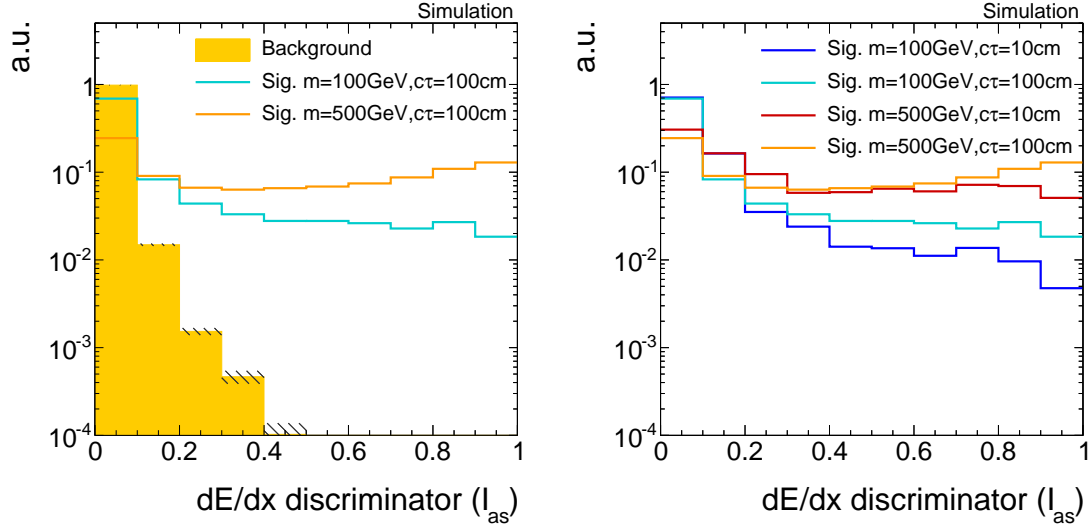 Simulation
a.u.
Background
Sig. m=100GeV,cτ=100cm
Sig. m=500GeV,cτ=100cm
1
10⁻¹
10⁻²
10⁻³
10⁻⁴
0 0.2 0.4 0.6 0.8 1
dE/dx discriminator (I_as)
Simulation
a.u.
Sig. m=100GeV,cτ=10cm
Sig. m=100GeV,cτ=100cm
Sig. m=500GeV,cτ=10cm
Sig. m=500GeV,cτ=100cm
1
10⁻¹
10⁻²
10⁻³
10⁻⁴
0 0.2 0.4 0.6 0.8 1
dE/dx discriminator (I_as)